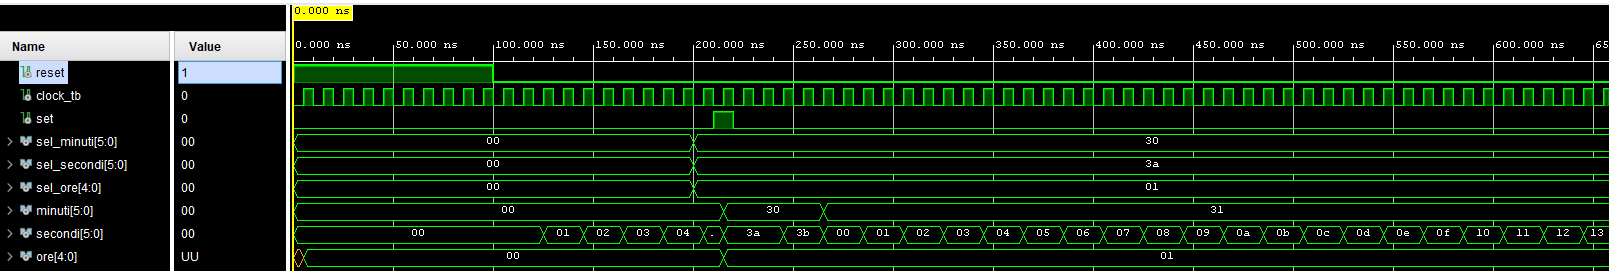 0.000 ns
Name Value 0.000 ns 50.000 ns 100.000 ns 150.000 ns 200.000 ns 250.000 ns 300.000 ns 350.000 ns 400.000 ns 450.000 ns 500.000 ns 550.000 ns 600.000 ns 65
reset 1
clock_tb 0
set 0
sel_minuti[5:0] 00 00 30
sel_secondi[5:0] 00 00 3a
sel_ore[4:0] 00 00 01
minuti[5:0] 00 00 30 31
secondi[5:0] 00 00 01 02 03 04 . 3a 3b 00 01 02 03 04 05 06 07 08 09 0a 0b 0c 0d 0e 0f 10 11 12 13
ore[4:0] UU 00 01